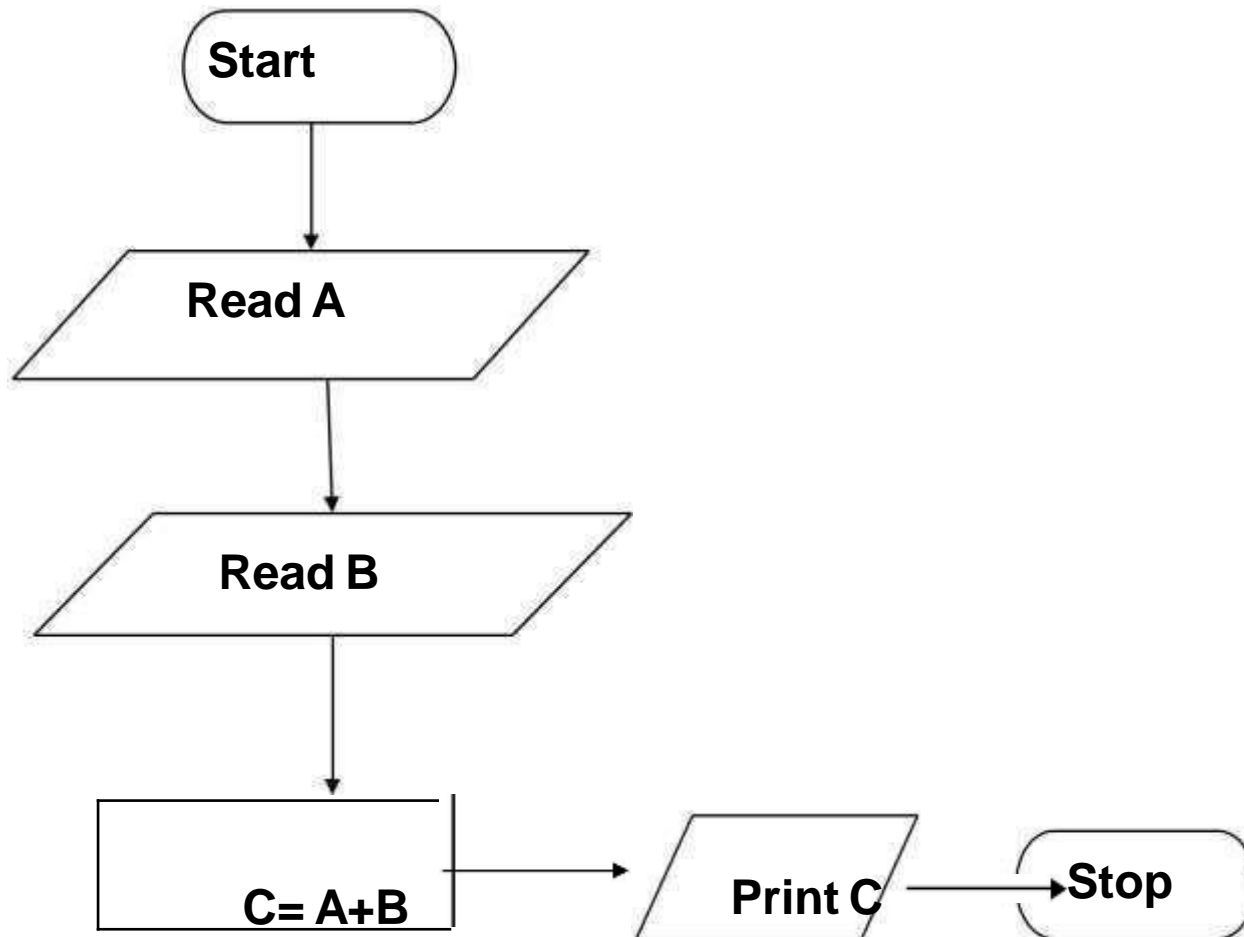 Start
Read A
Read B
C= A+B
Print C
Stop